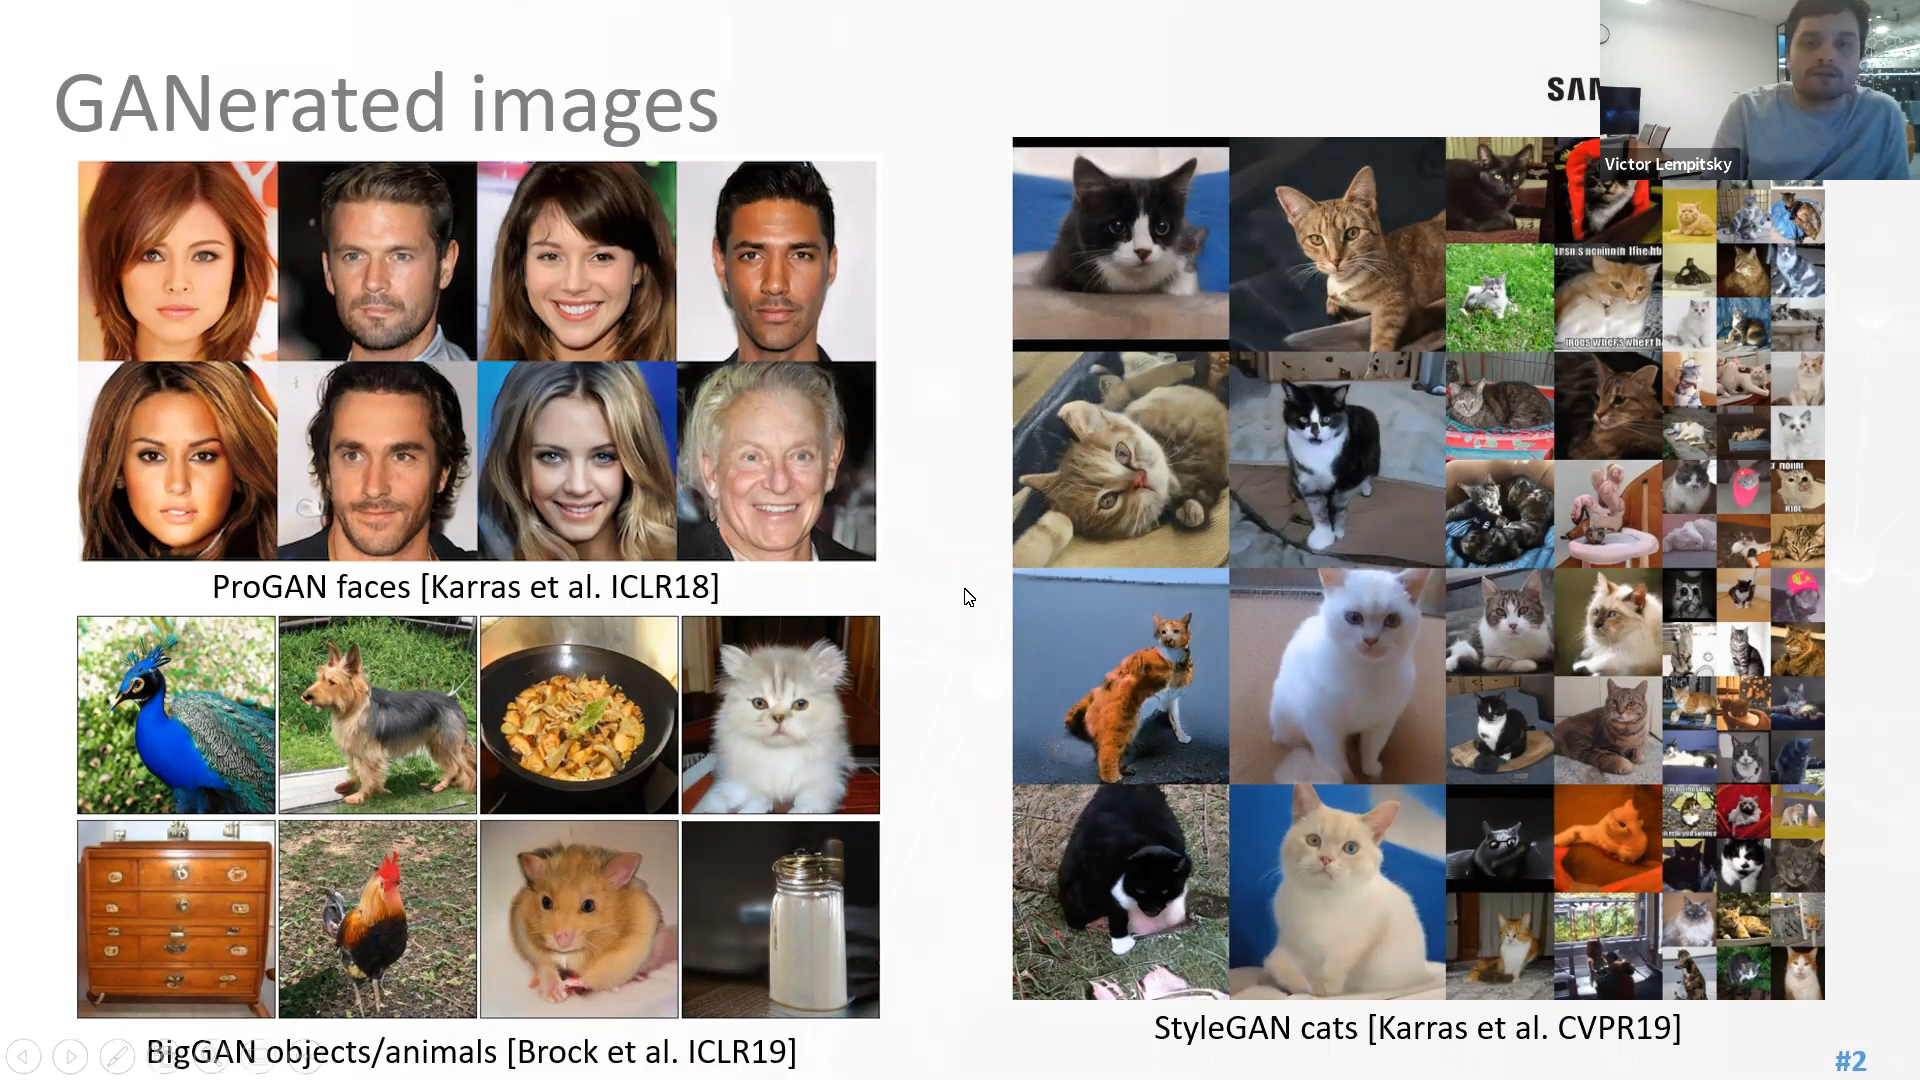 GANerated images
SAM
Victor Lempitsky
ProGAN faces [Karras et al. ICLR18]
BigGAN objects/animals [Brock et al. ICLR19]
StyleGAN cats [Karras et al. CVPR19]
#2